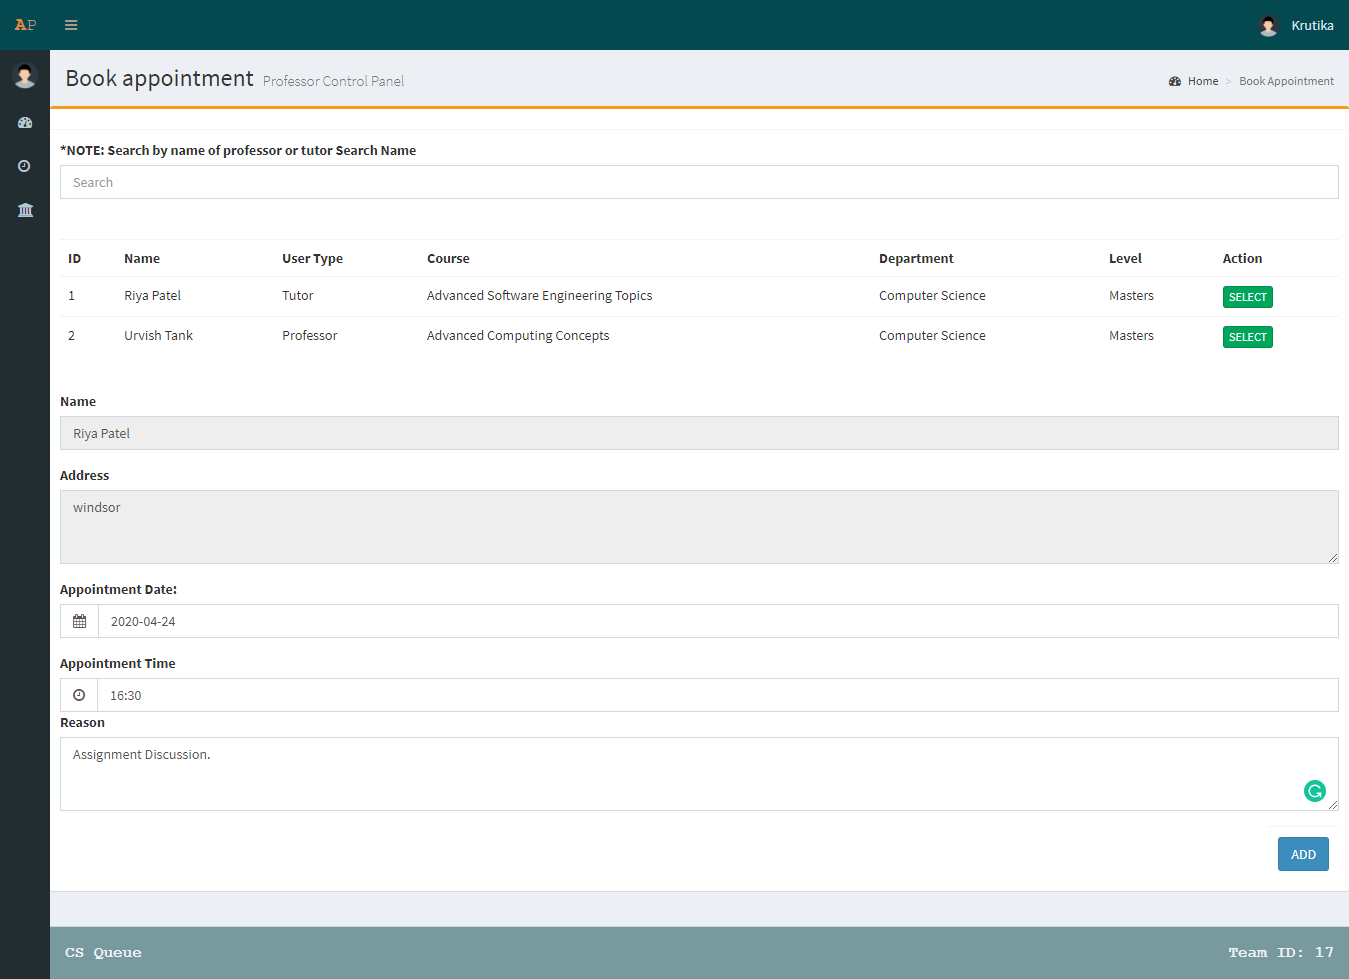 AP
Krutika
Book appointment Professor Control Panel
Home > Book Appointment
*NOTE: Search by name of professor or tutor Search Name
Search
ID Name User Type Course Department Level Action
1 Riya Patel Tutor Advanced Software Engineering Topics Computer Science Masters SELECT
2 Urvish Tank Professor Advanced Computing Concepts Computer Science Masters SELECT
Name
Riya Patel
Address
windsor
Appointment Date:
2020-04-24
Appointment Time
16:30
Reason
Assignment Discussion.
ADD
CS Queue
Team ID: 17